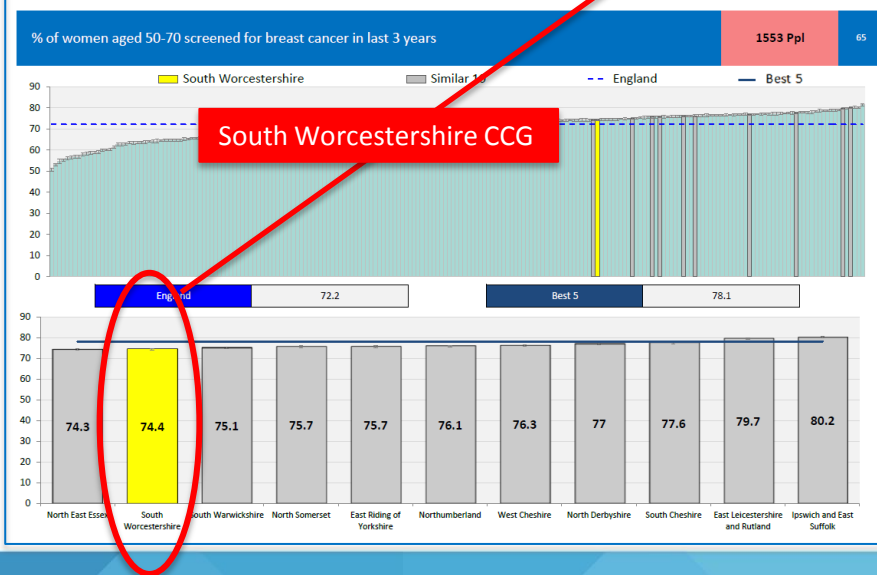 % of women aged 50-70 screened for breast cancer in last 3 years
1553 Ppl
65
South Worcestershire
Similar 10
England
Best 5
90
80
70
60
50
40
30
20
10
0
South Worcestershire CCG
England
72.2
Best 5
78.1
90
80
70
60
50
40
30
20
10
0
74.3
74.4
75.1
75.7
75.7
76.1
76.3
77
77.6
79.7
80.2
North East Essex
South
Worcestershire
South Warwickshire
North Somerset
East Riding of
Yorkshire
Northumberland
West Cheshire
North Derbyshire
South Cheshire
East Leicestershire
and Rutland
Ipswich and East
Suffolk